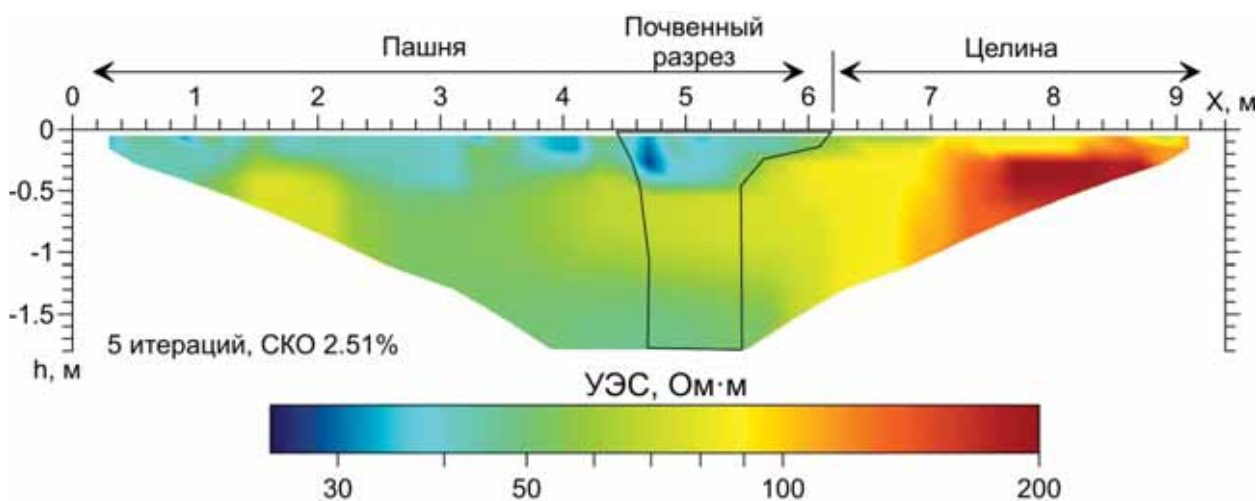 Пашня
Почвенный
разрез
Целина
0 1 2 3 4 5 6 7 8 9 X, м
0
-0.5
-1
-1.5
h, м
5 итераций, СКО 2.51%
УЭС, Ом·м
30 50 100 200